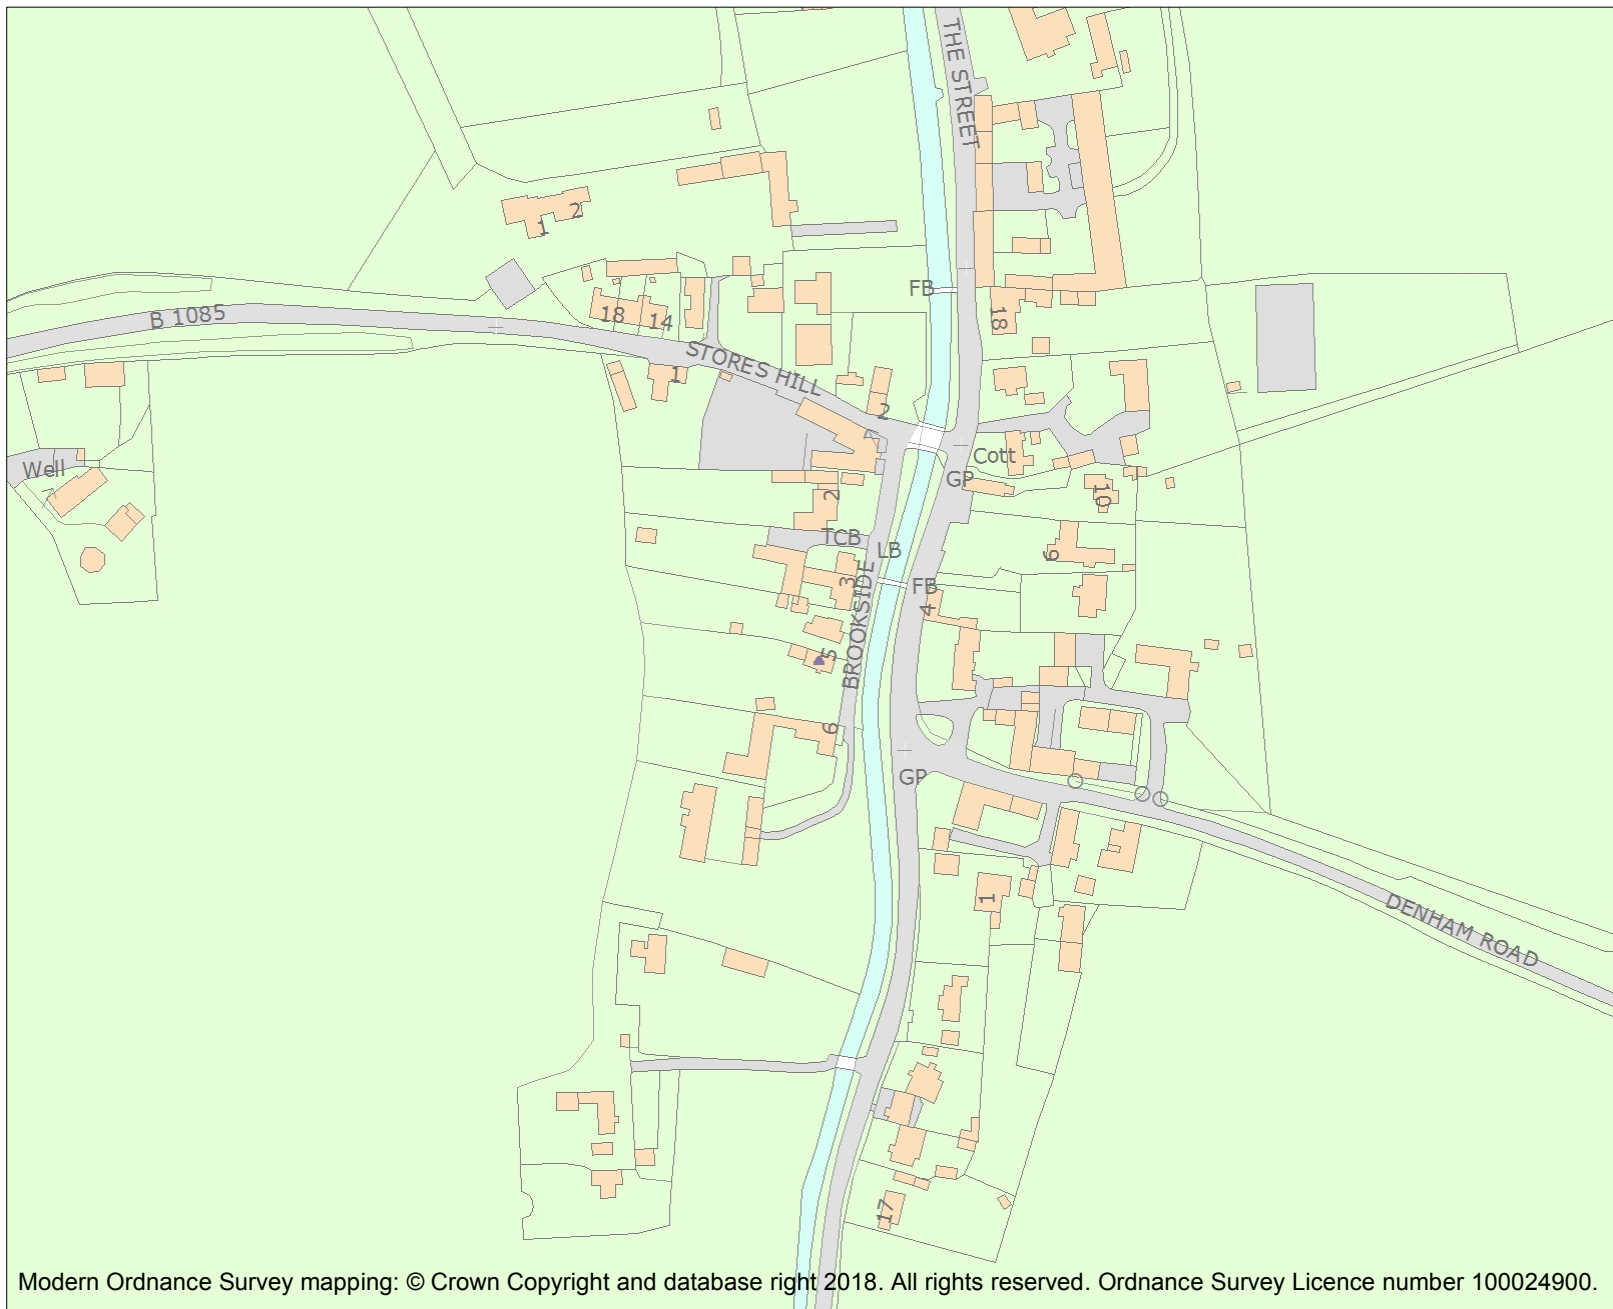 THE STREET
1
2
FB
B 1085
18
14
18
STORES HILL
1
2
Cott
Well
GP
10
2
TCB
LB
6
3
FB
4
BROOKSIDE
5
6
GP
1
DENHAM ROAD
17
Modern Ordnance Survey mapping: © Crown Copyright and database right 2018. All rights reserved. Ordnance Survey Licence number 100024900.